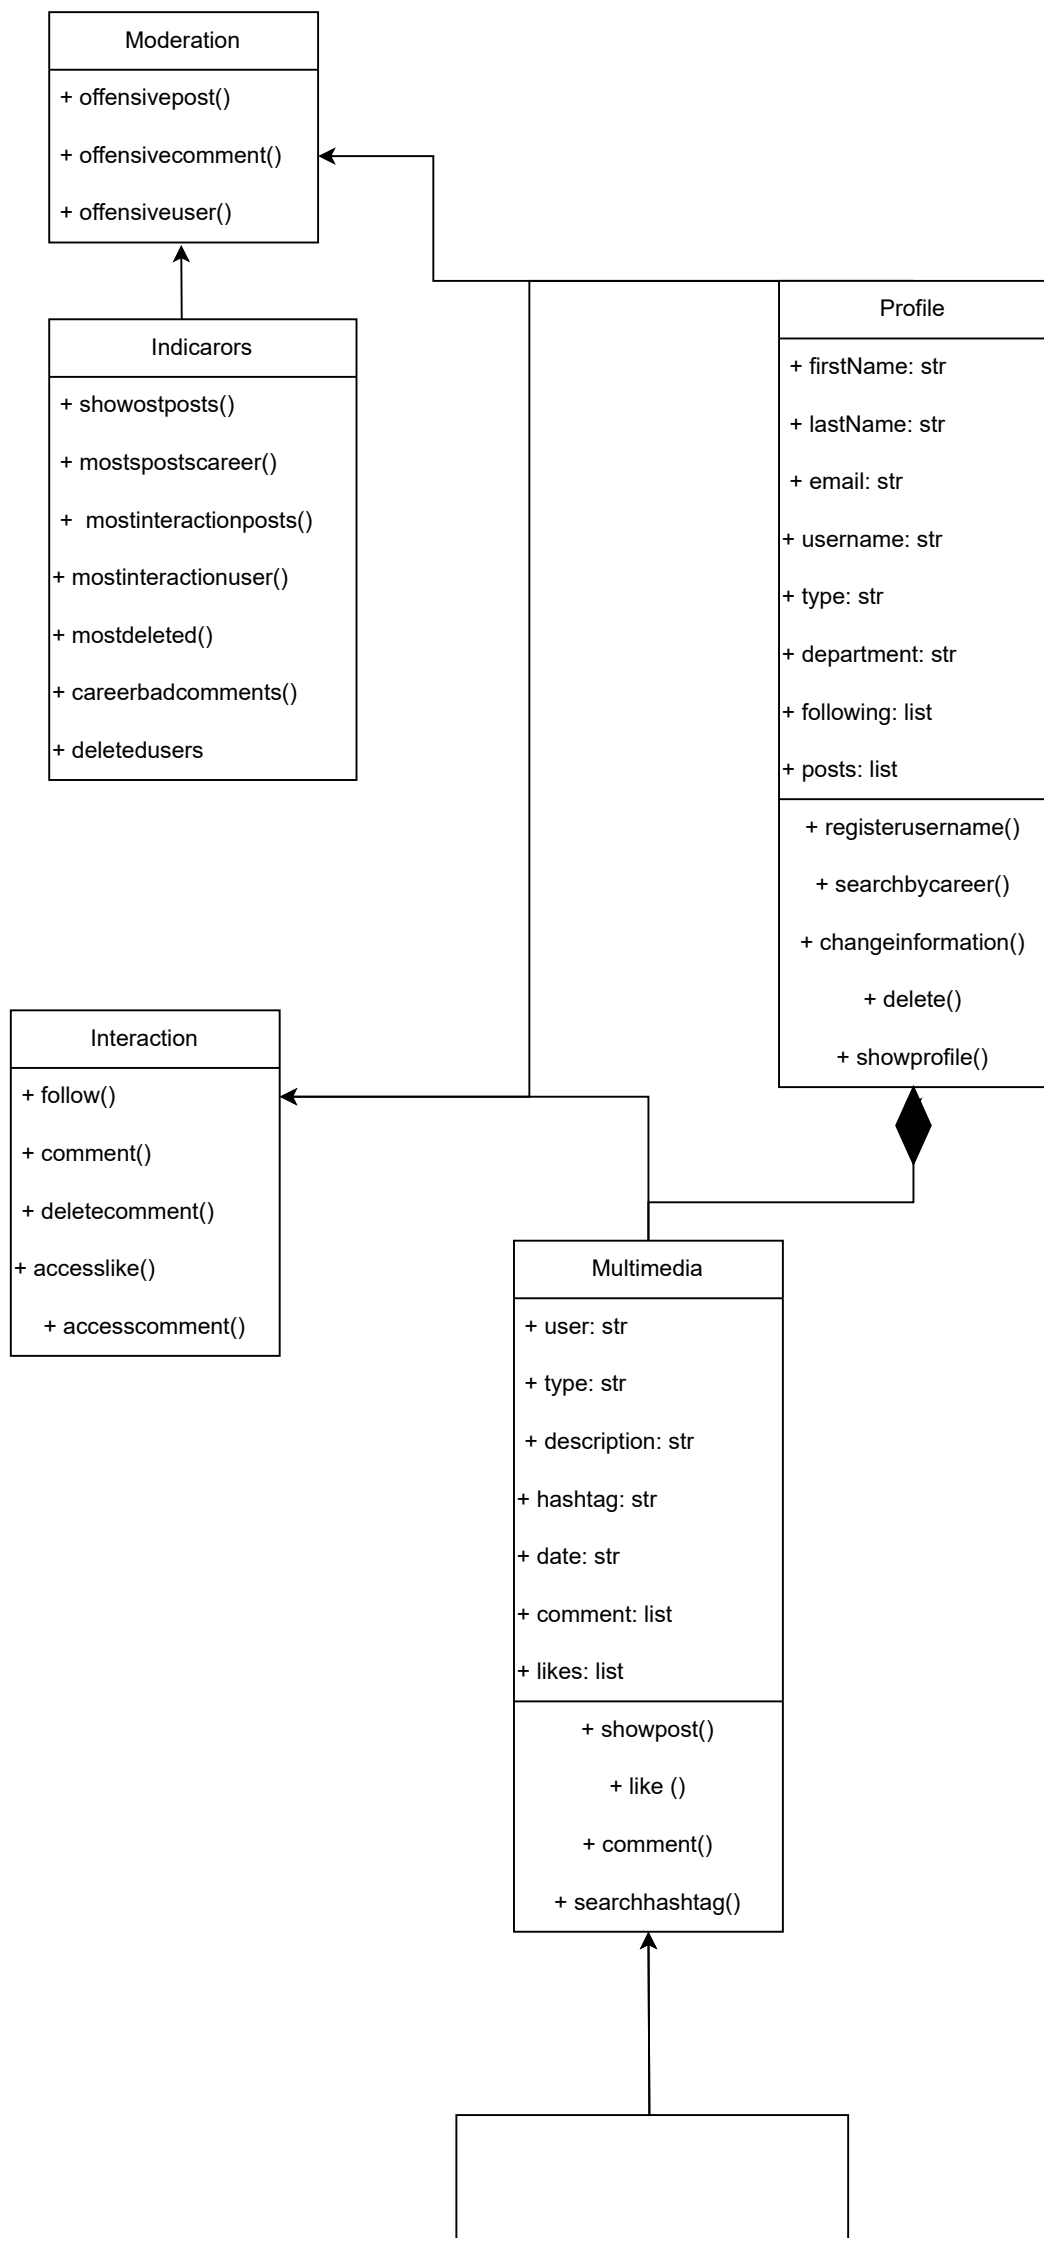 Moderation
+ offensivepost()
+ offensivecomment()
+ offensiveuser()
Indicarors
+ showostposts()
+ mostspostscareer()
+  mostinteractionposts()
+ mostinteractionuser()
+ mostdeleted()
+ careerbadcomments()
+ deletedusers
Profile
+ firstName: str
+ lastName: str
+ email: str
+ username: str
+ type: str
+ department: str
+ following: list
+ posts: list
+ registerusername()
+ searchbycareer()
+ changeinformation()
+ delete()
+ showprofile()
Interaction
+ follow()
+ comment()
+ deletecomment()
+ accesslike()
+ accesscomment()
Multimedia
+ user: str
+ type: str
+ description: str
+ hashtag: str
+ date: str
+ comment: list
+ likes: list
+ showpost()
+ like ()
+ comment()
+ searchhashtag()